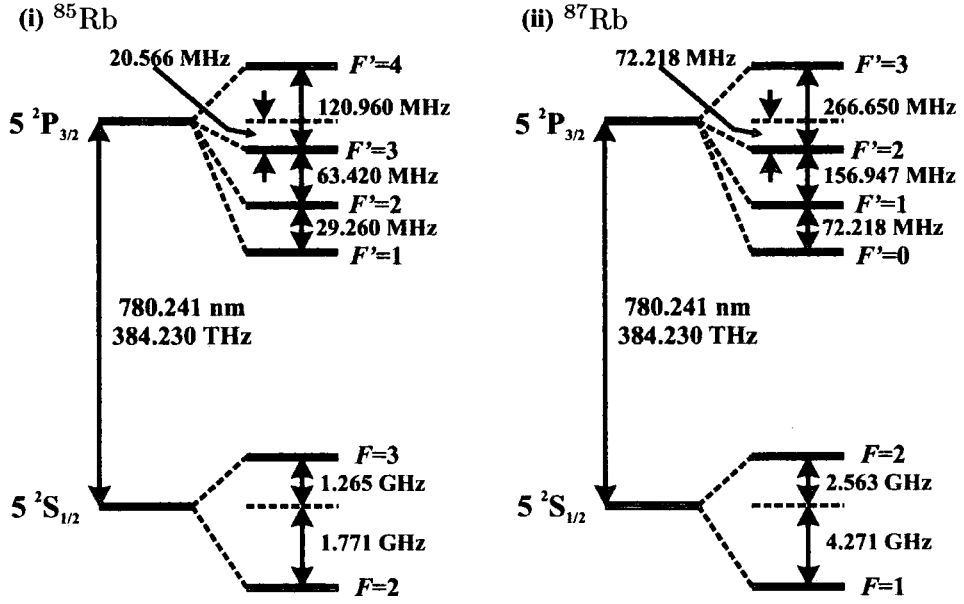 (i) ⁸⁵Rb
20.566 MHz
F'=4
120.960 MHz
5 ²P₃/₂
F'=3
63.420 MHz
F'=2
29.260 MHz
F'=1
780.241 nm
384.230 THz
F=3
1.265 GHz
5 ²S₁/₂
1.771 GHz
F=2
(ii) ⁸⁷Rb
72.218 MHz
F'=3
266.650 MHz
5 ²P₃/₂
F'=2
156.947 MHz
F'=1
72.218 MHz
F'=0
780.241 nm
384.230 THz
F=2
2.563 GHz
5 ²S₁/₂
4.271 GHz
F=1